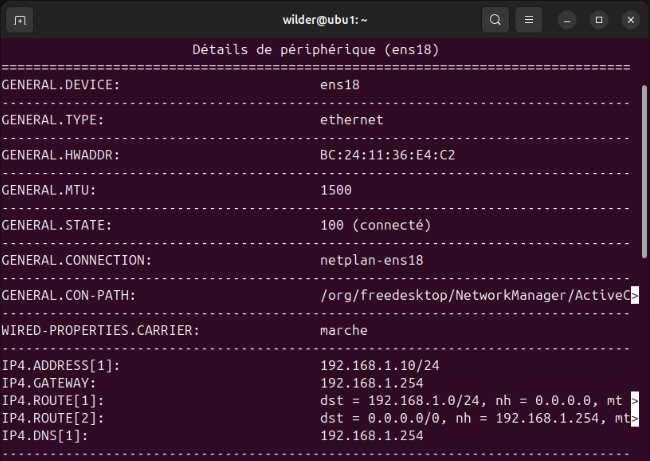 wilder@ubu1: ~
Détails de périphérique (ens18)
===============================================================================
GENERAL.DEVICE: ens18
-------------------------------------------------------------------------------
GENERAL.TYPE: ethernet
-------------------------------------------------------------------------------
GENERAL.HWADDR: BC:24:11:36:E4:C2
-------------------------------------------------------------------------------
GENERAL.MTU: 1500
-------------------------------------------------------------------------------
GENERAL.STATE: 100 (connecté)
-------------------------------------------------------------------------------
GENERAL.CONNECTION: netplan-ens18
-------------------------------------------------------------------------------
GENERAL.CON-PATH: /org/freedesktop/NetworkManager/ActiveC>
-------------------------------------------------------------------------------
WIRED-PROPERTIES.CARRIER: marche
-------------------------------------------------------------------------------
IP4.ADDRESS[1]: 192.168.1.10/24
IP4.GATEWAY: 192.168.1.254
IP4.ROUTE[1]: dst = 192.168.1.0/24, nh = 0.0.0.0, mt >
IP4.ROUTE[2]: dst = 0.0.0.0/0, nh = 192.168.1.254, mt>
IP4.DNS[1]: 192.168.1.254
-------------------------------------------------------------------------------